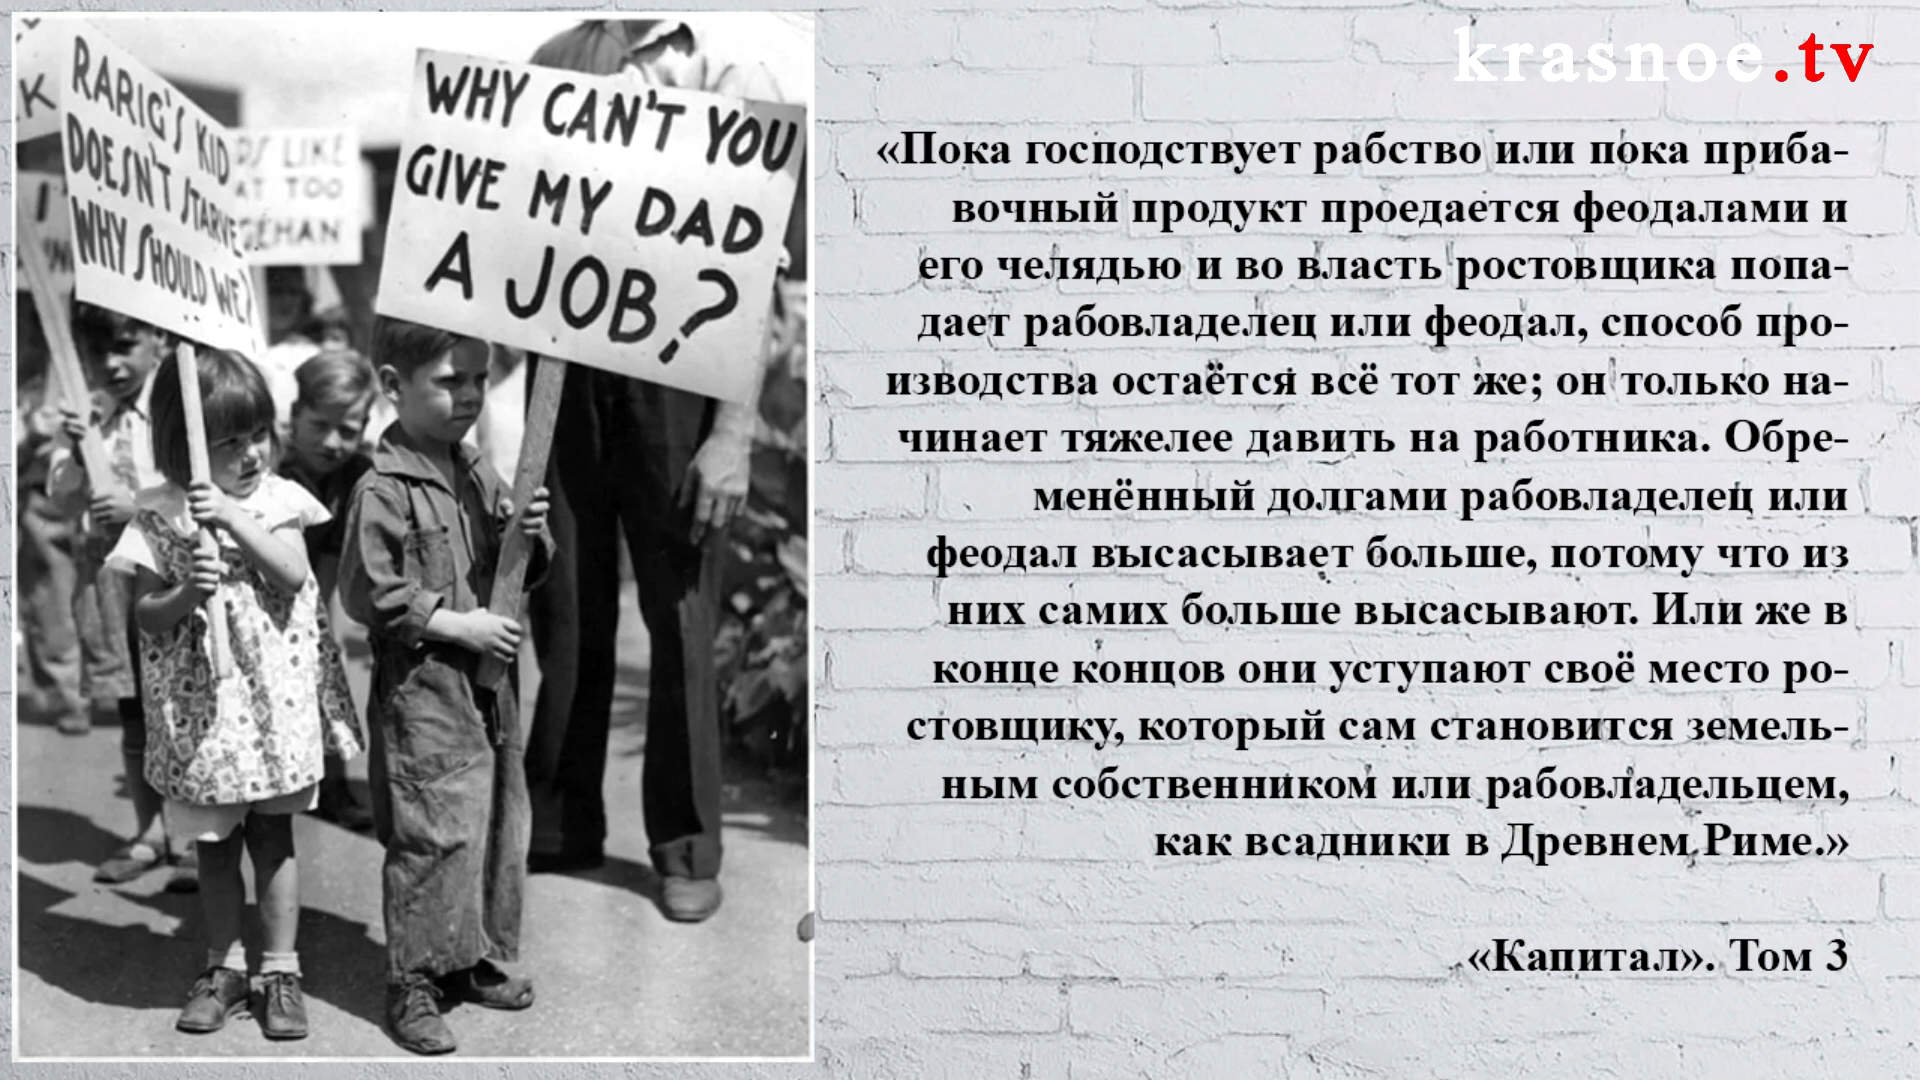 RARIG'S KID
DOESN'T STARVE
WHY SHOULD WE?
LIKE
TOO
WHY CAN'T YOU
GIVE MY DAD
A JOB?
krasnoe.tv
«Пока господствует рабство или пока приба-
вочный продукт проедается феодалами и
его челядью и во власть ростовщика попа-
дает рабовладелец или феодал, способ про-
изводства остаётся всё тот же; он только на-
чинает тяжелее давить на работника. Обре-
менённый долгами рабовладелец или
феодал высасывает больше, потому что из
них самих больше высасывают. Или же в
конце концов они уступают своё место ро-
стовщику, который сам становится земель-
ным собственником или рабовладельцем,
как всадники в Древнем Риме.»
«Капитал». Том 3